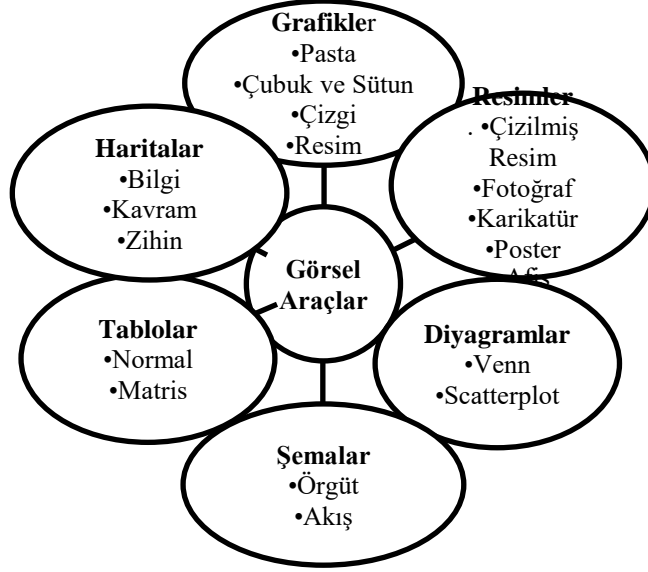 Grafikler
•Pasta
•Çubuk ve Sütun
•Çizgi
•Resim
Resimler
. •Çizilmiş
Resim
•Fotoğraf
•Karikatür
•Poster
Afiş
Haritalar
•Bilgi
•Kavram
•Zihin
Görsel
Araçlar
Tablolar
•Normal
•Matris
Diyagramlar
•Venn
•Scatterplot
Şemalar
•Örgüt
•Akış